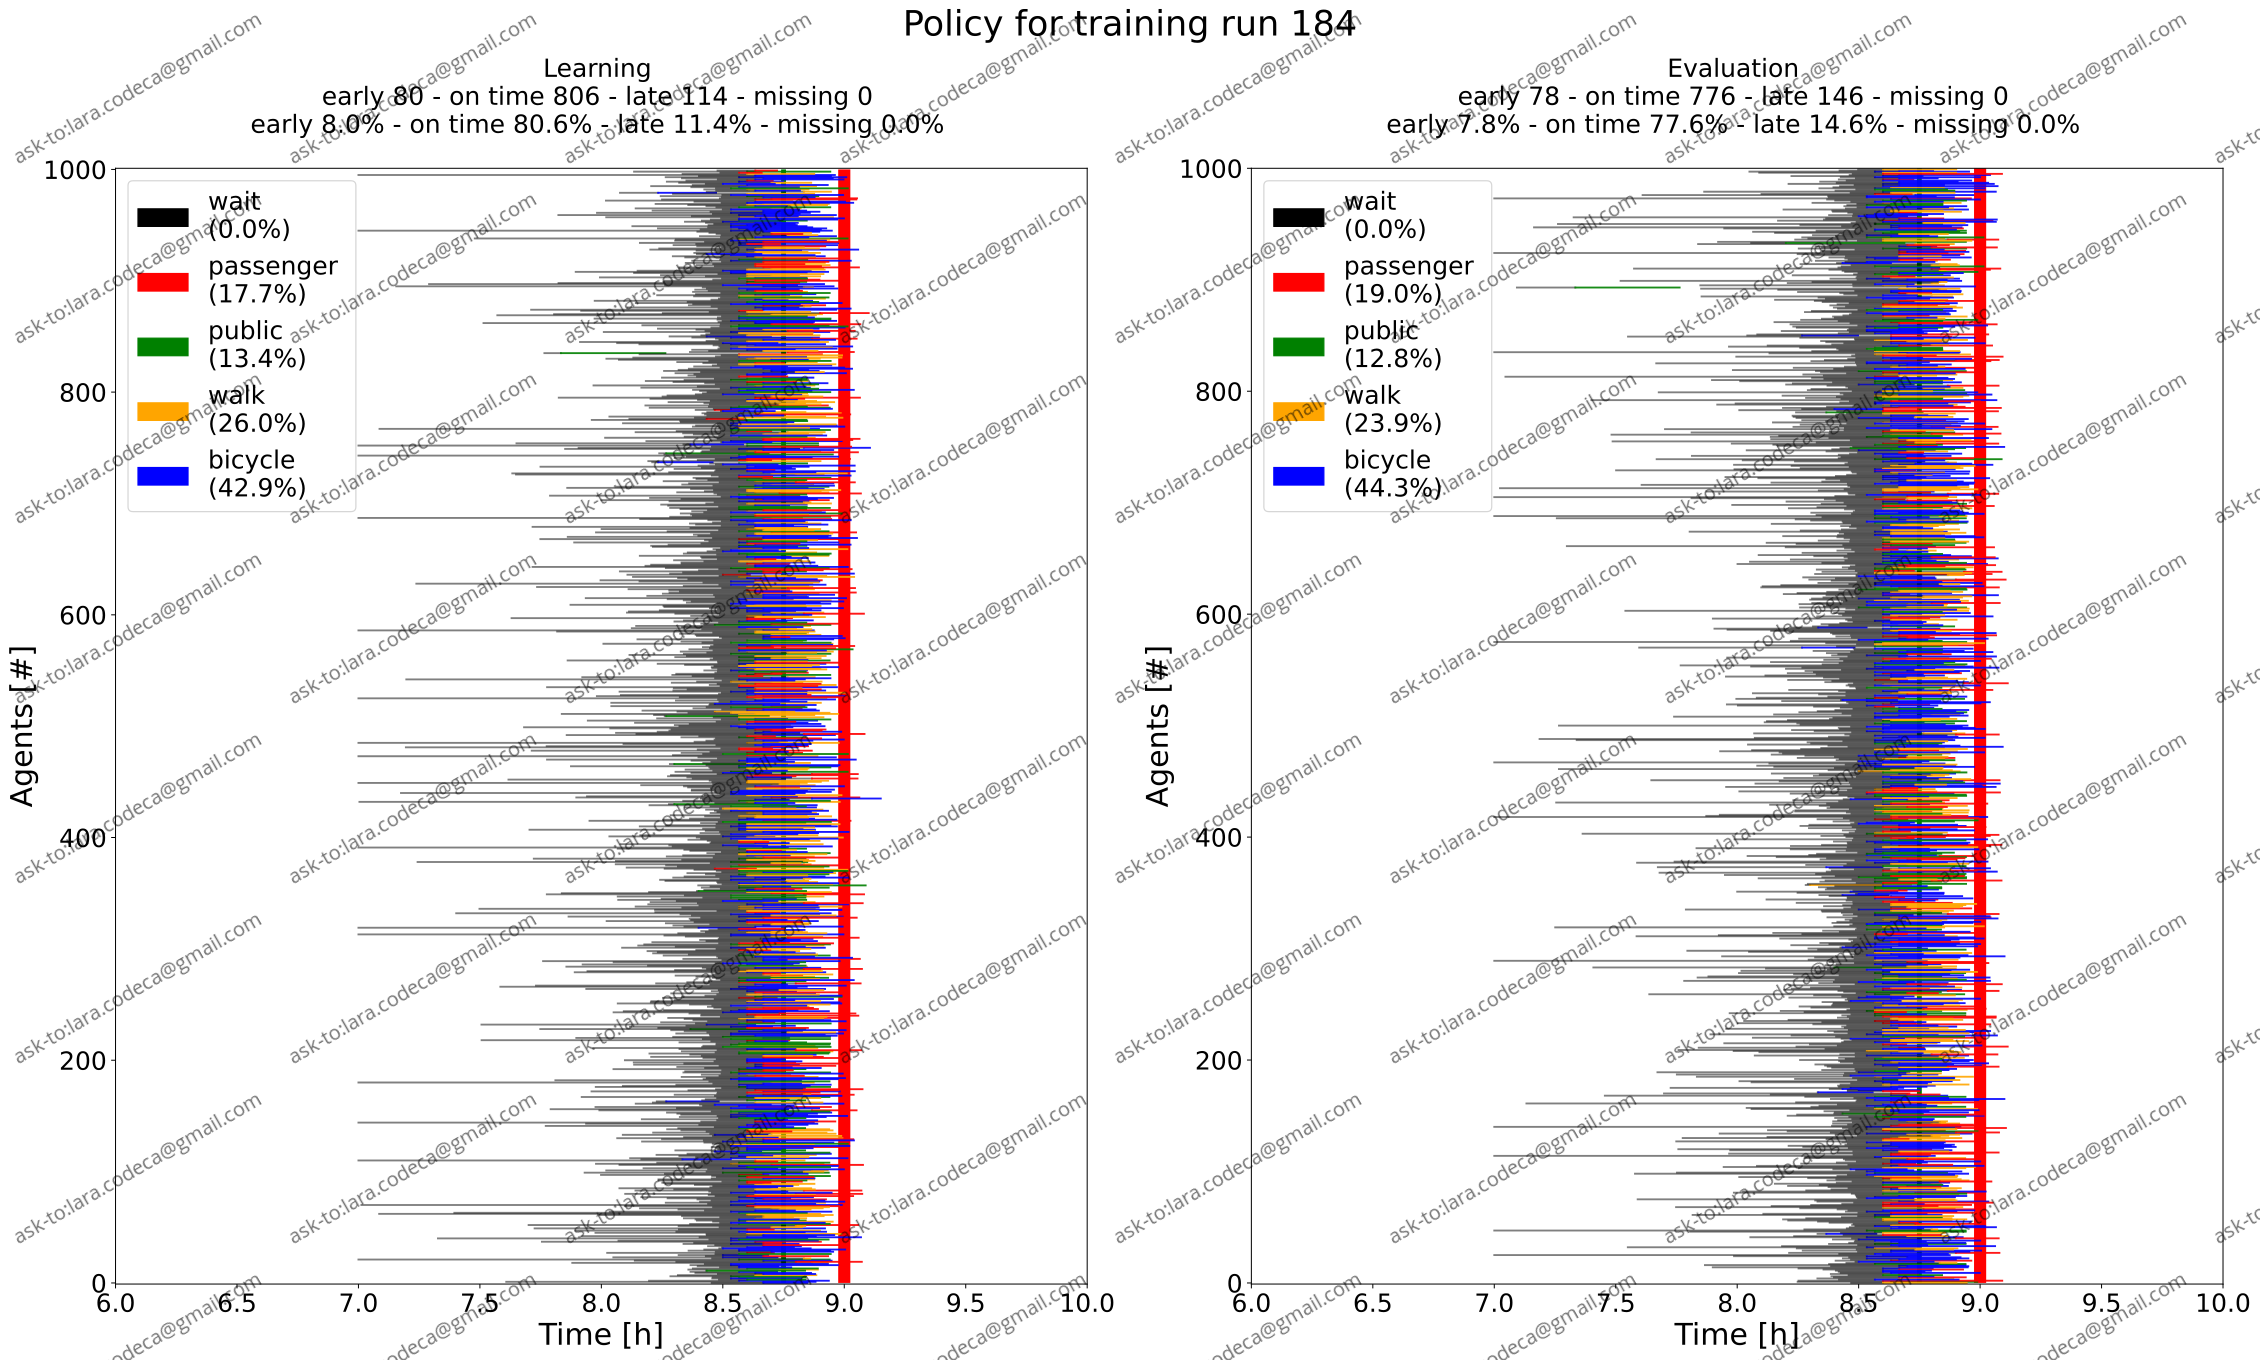 Policy for training run 184
Learning
early 80 - on time 806 - late 114 - missing 0
early 8.0% - on time 80.6% - late 11.4% - missing 0.0%
wait
(0.0%)
passenger
(17.7%)
public
(13.4%)
walk
(26.0%)
bicycle
(42.9%)
1000
800
600
400
200
0
Agents [#]
6.0 6.5 7.0 7.5 8.0 8.5 9.0 9.5 10.0
Time [h]
Evaluation
early 78 - on time 776 - late 146 - missing 0
early 7.8% - on time 77.6% - late 14.6% - missing 0.0%
wait
(0.0%)
passenger
(19.0%)
public
(12.8%)
walk
(23.9%)
bicycle
(44.3%)
1000
800
600
400
200
0
Agents [#]
6.0 6.5 7.0 7.5 8.0 8.5 9.0 9.5 10.0
Time [h]
ask-to:lara.codeca@gmail.com